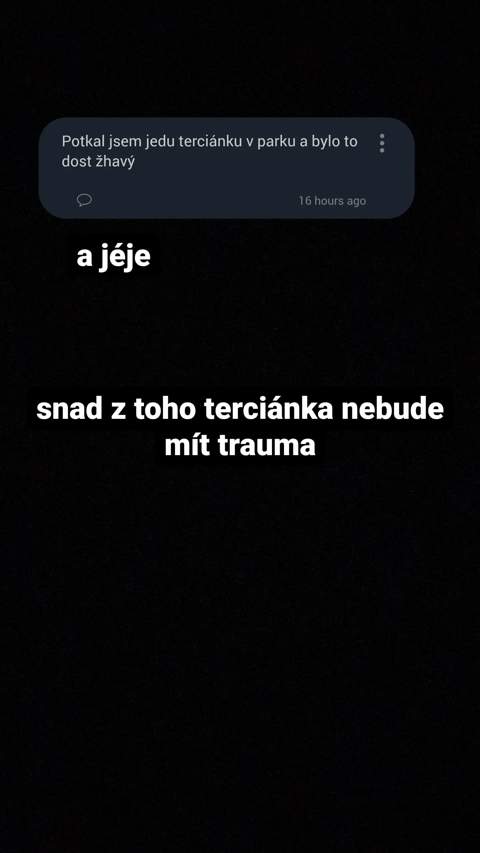 Potkal jsem jedu terciánku v parku a bylo to
dost žhavý
16 hours ago
a jéje
snad z toho terciánka nebude
mít trauma